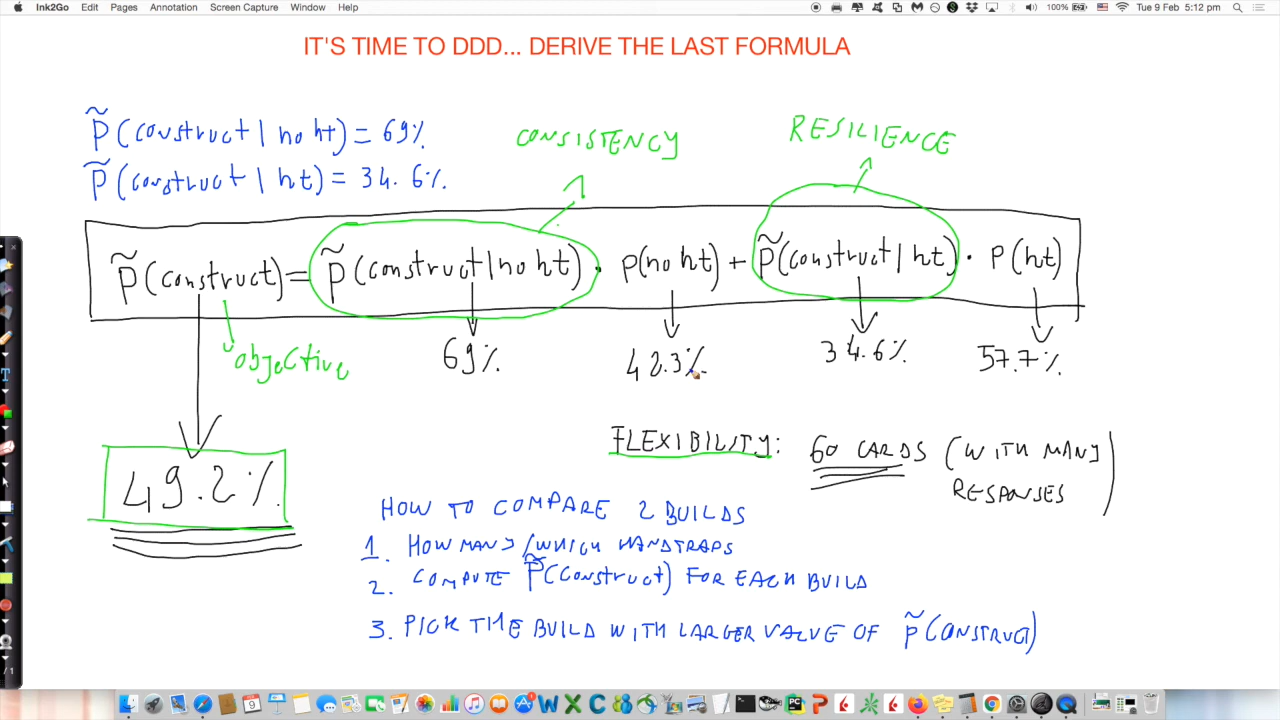 Ink2Go Edit Pages Annotation Screen Capture Window Help 100% Tue 9 Feb 5:12 pm
IT'S TIME TO DDD... DERIVE THE LAST FORMULA
P̃(construct | no ht) = 69%
P̃(construct | ht) = 34.6%
CONSISTENCY
RESILIENCE
P̃(construct) = P̃(construct | no ht) · p(no ht) + P̃(construct | ht) · P(ht)
objective
69%
42.3%
34.6%
57.7%
49.2%
FLEXIBILITY: 60 CARDS (WITH MANY
RESPONSES)
HOW TO COMPARE 2 BUILDS
1. HOW MANY/WHICH HANDTRAPS
2. COMPUTE P̃(construct) FOR EACH BUILD
3. PICK THE BUILD WITH LARGER VALUE OF p̃(CONSTRUCT)